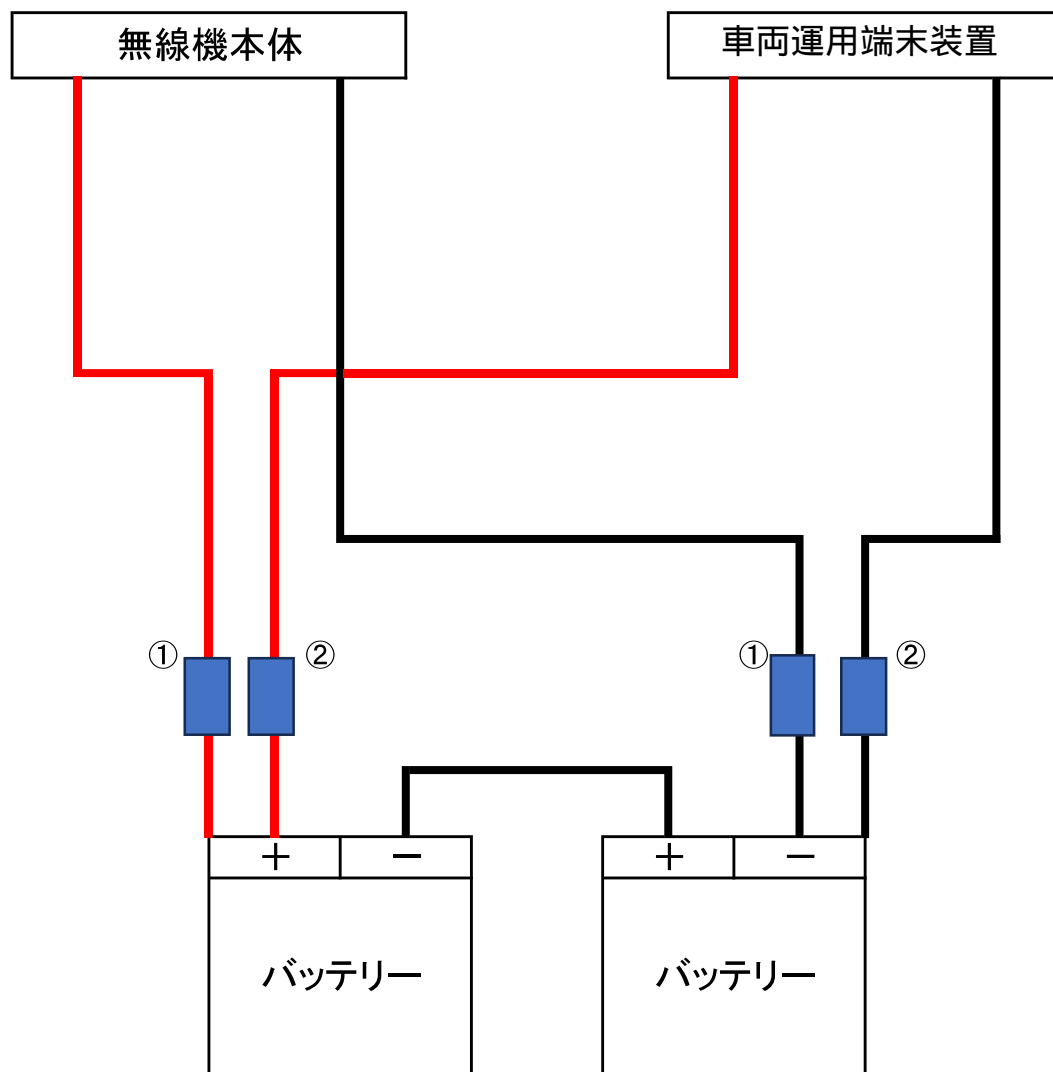 無線機本体
車両運用端末装置
① ② ① ②
＋ － ＋ －
バッテリー バッテリー